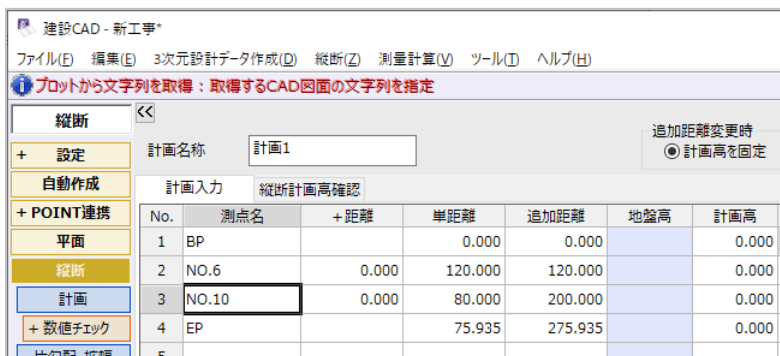 建設CAD - 新工事*
ファイル(F) 編集(E) 3次元設計データ作成(D) 縦断(Z) 測量計算(V) ツール(T) ヘルプ(H)
プロットから文字列を取得：取得するCAD図面の文字列を指定
縦断
<<
+ 設定
自動作成
+ POINT連携
平面
縦断
計画
+ 数値チェック
片勾配・拡幅
計画名称 計画1
追加距離変更時
計画高を固定
計画入力 縦断計画高確認
No. 測点名 +距離 単距離 追加距離 地盤高 計画高
1 BP 0.000 0.000 0.000
2 NO.6 0.000 120.000 120.000 0.000
3 NO.10 0.000 80.000 200.000 0.000
4 EP 75.935 275.935 0.000
5